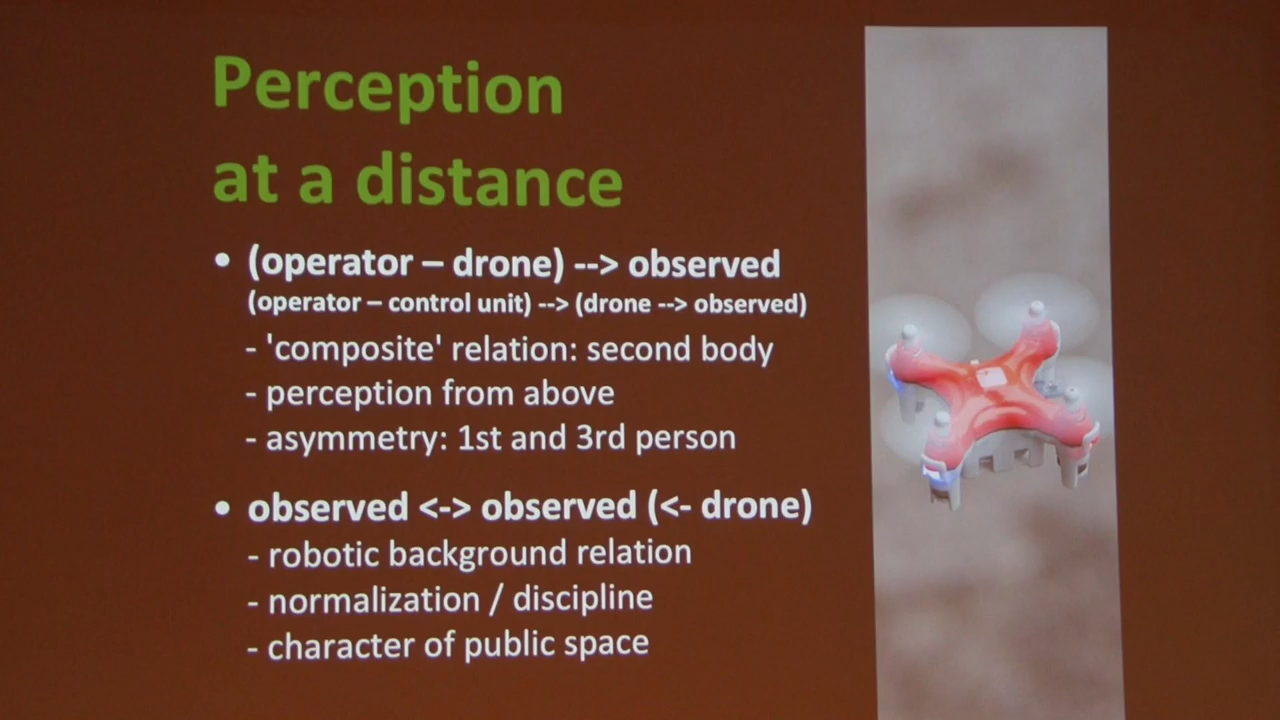 Perception
at a distance
• (operator – drone) --> observed
(operator – control unit) --> (drone --> observed)
- 'composite' relation: second body
- perception from above
- asymmetry: 1st and 3rd person
• observed <-> observed (<- drone)
- robotic background relation
- normalization / discipline
- character of public space